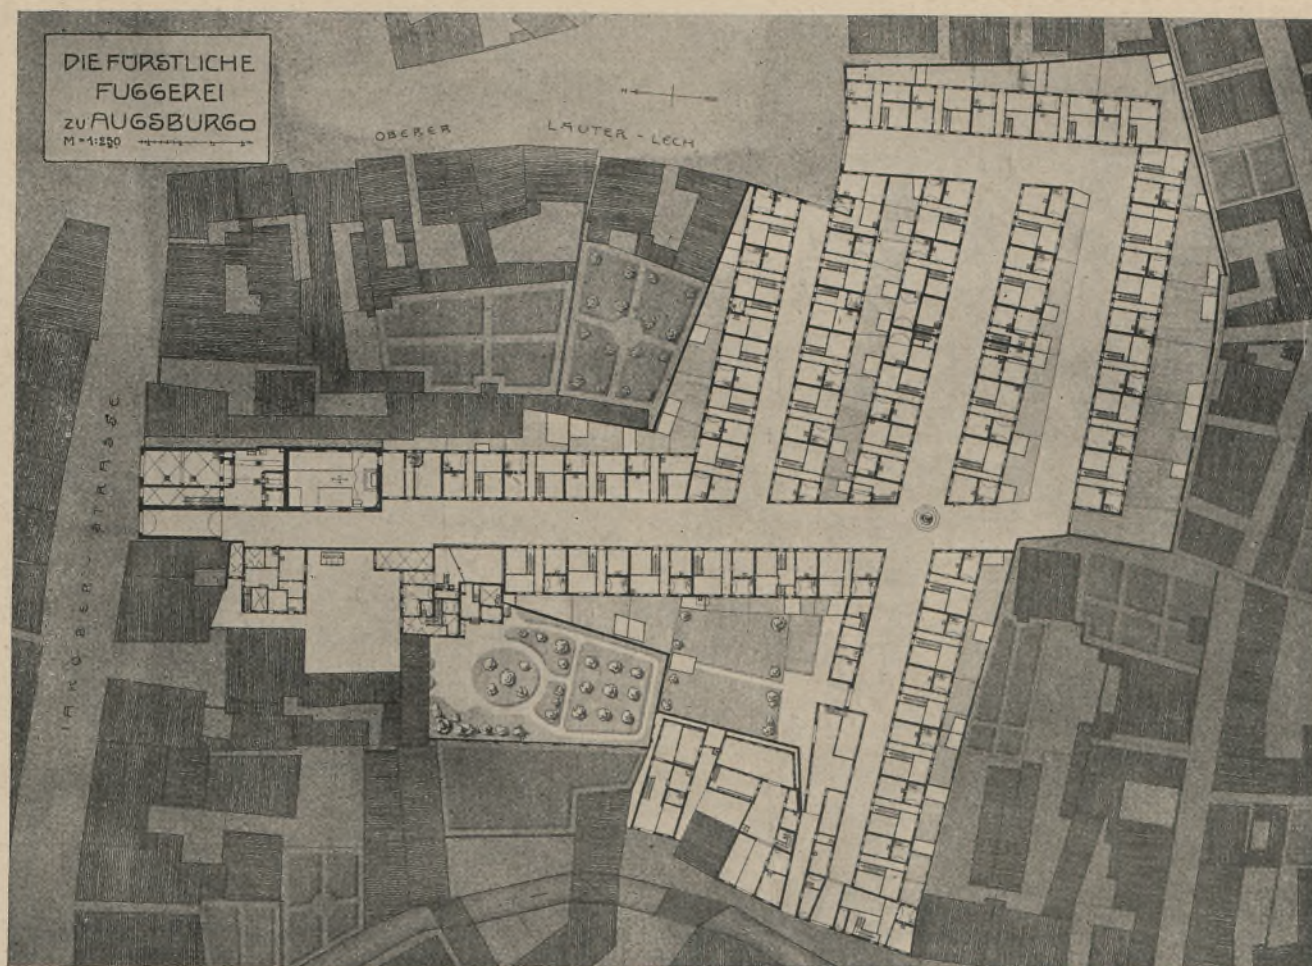 DIE FÜRSTLICHE
FUGGEREI
ZU AUGSBURG
M = 1:250
N
OBERER LAUTER - LECH
JAKOBER - STRASSE